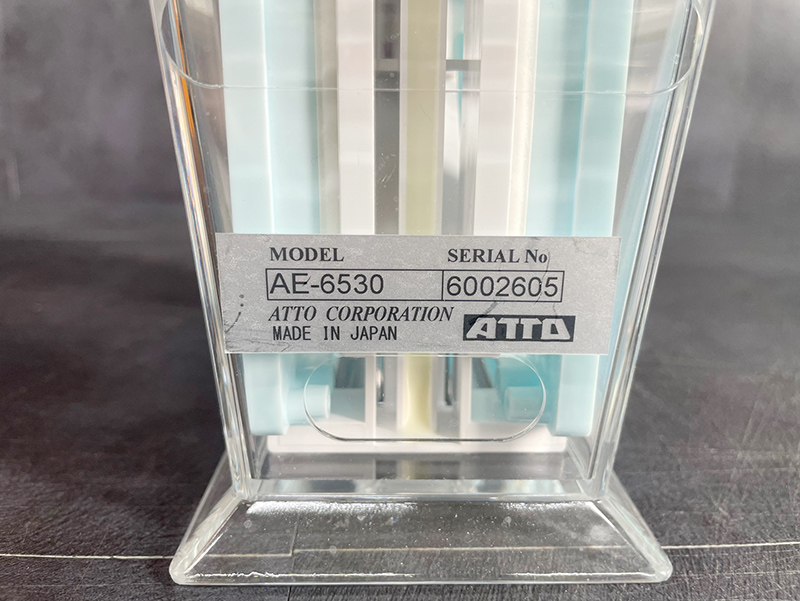 MODEL SERIAL No
AE-6530 6002605
ATTO CORPORATION
MADE IN JAPAN ATTO